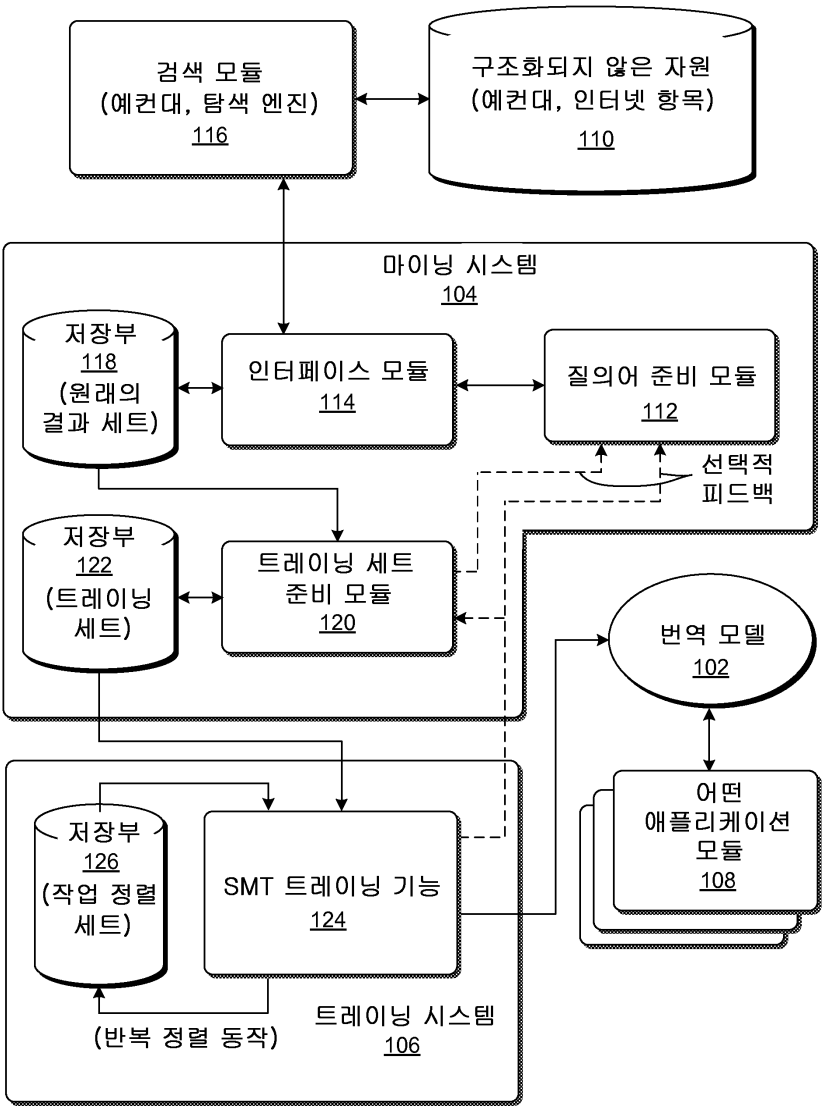 검색 모듈
(예컨대, 탐색 엔진)
116
구조화되지 않은 자원
(예컨대, 인터넷 항목)
110
마이닝 시스템
104
저장부
118
(원래의
결과 세트)
인터페이스 모듈
114
질의어 준비 모듈
112
선택적
피드백
저장부
122
(트레이닝
세트)
트레이닝 세트
준비 모듈
120
번역 모델
102
어떤
애플리케이션
모듈
108
저장부
126
(작업 정렬
세트)
SMT 트레이닝 기능
124
(반복 정렬 동작)
트레이닝 시스템
106